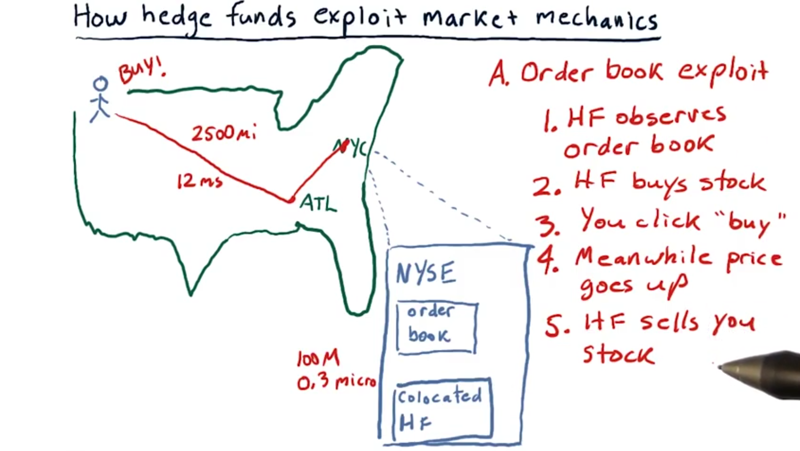 How hedge funds exploit market mechanics
BUY!
2500mi
12ms
NYC
ATL
NYSE
order
book
100M
0.3 micro
Colocated
HF
A. Order book exploit
1. HF observes
order book
2. HF buys stock
3. You click "buy"
4. Meanwhile price
goes up
5. HF sells you
stock